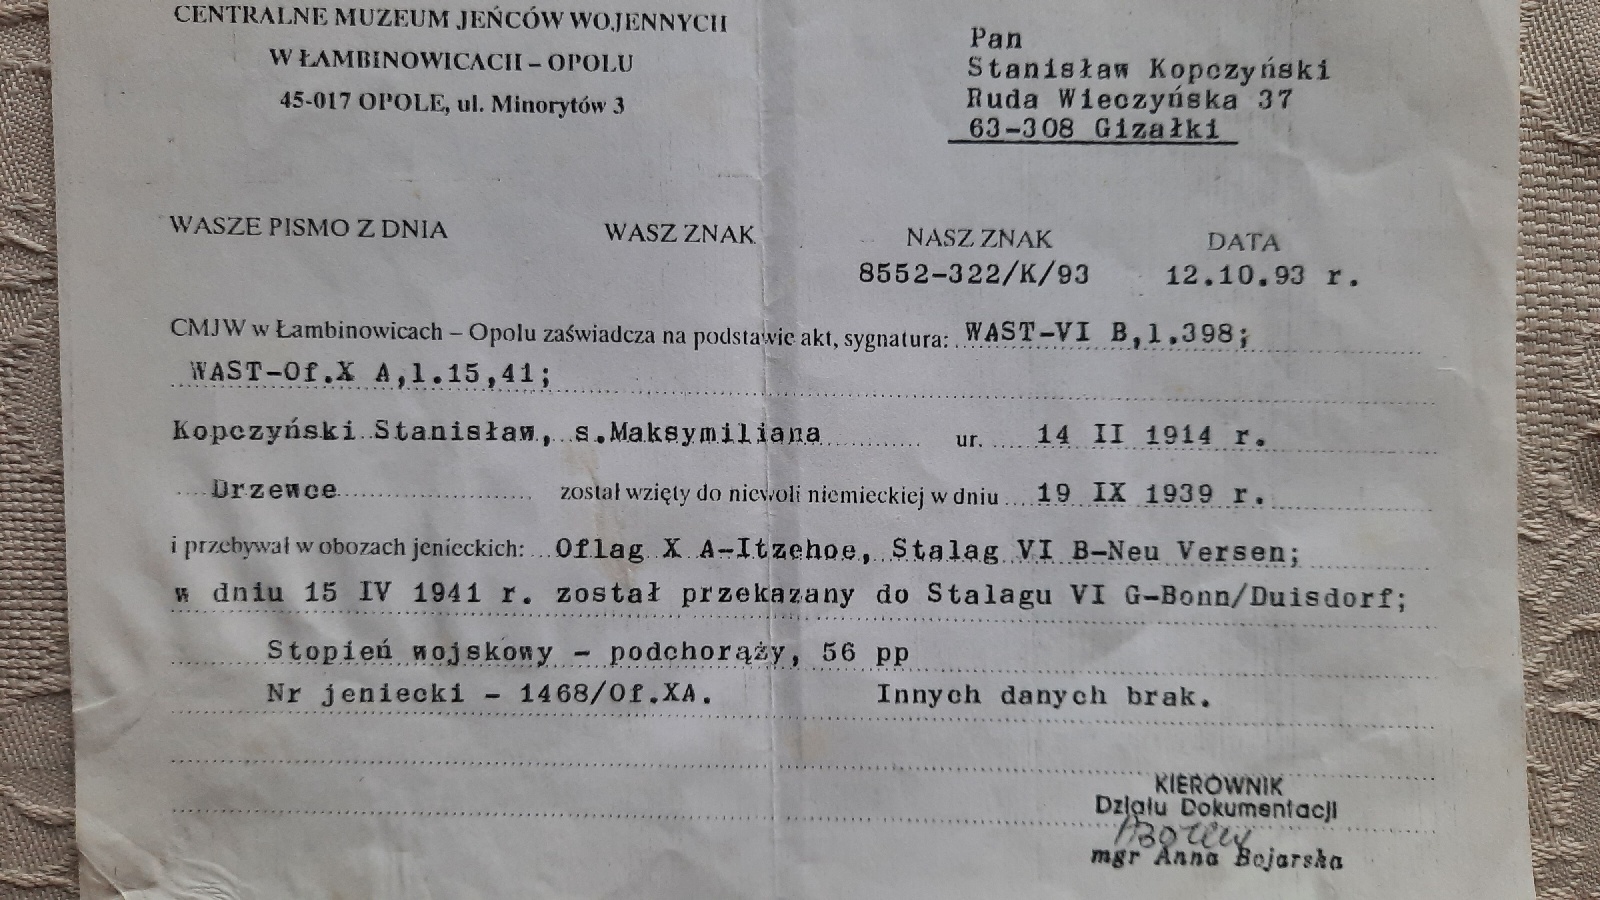 CENTRALNE MUZEUM JEŃCÓW WOJENNYCH
W ŁAMBINOWICACH – OPOLU
45-017 OPOLE, ul. Minorytów 3
Pan
Stanisław Kopczyński
Ruda Wieczyńska 37
63-308 Gizałki
WASZE PISMO Z DNIA WASZ ZNAK NASZ ZNAK DATA
8552-322/K/93 12.10.93 r.
CMJW w Łambinowicach – Opolu zaświadcza na podstawie akt, sygnatura: WAST-VI B,1.398;
WAST-Of.X A,1.15,41;
Kopczyński Stanisław, s.Maksymiliana ur. 14 II 1914 r.
Drzewce został wzięty do niewoli niemieckiej w dniu 19 IX 1939 r.
i przebywał w obozach jenieckich: Oflag X A-Itzehoe, Stalag VI B-Neu Versen;
w dniu 15 IV 1941 r. został przekazany do Stalagu VI G-Bonn/Duisdorf;
Stopień wojskowy - podchorąży, 56 pp
Nr jeniecki - 1468/Of.XA. Innych danych brak.
KIEROWNIK
Działu Dokumentacji
mgr Anna Bojarska